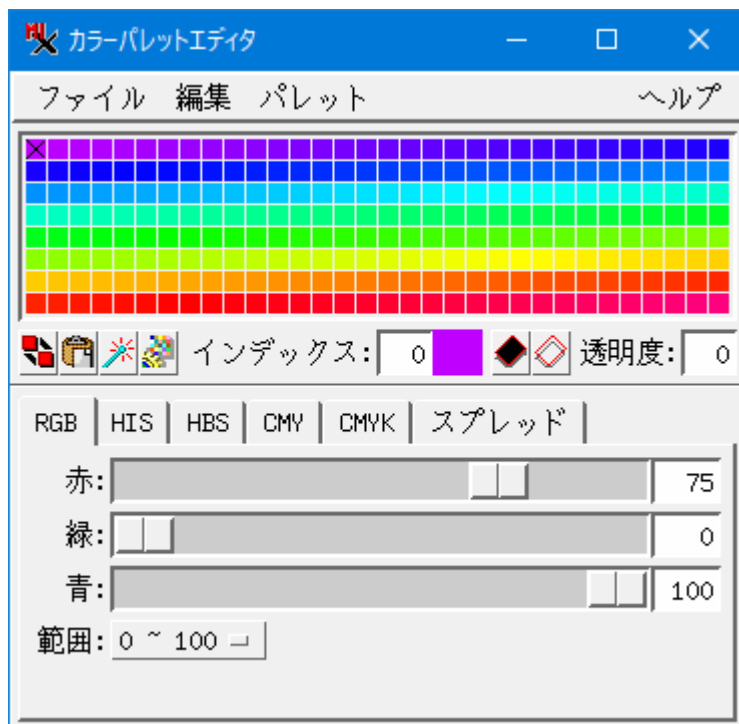 カラーパレットエディタ
ファイル 編集 パレット ヘルプ
インデックス: 0 透明度: 0
RGB HIS HBS CMY CMYK スプレッド
赤: 75
緑: 0
青: 100
範囲: 0 ~ 100